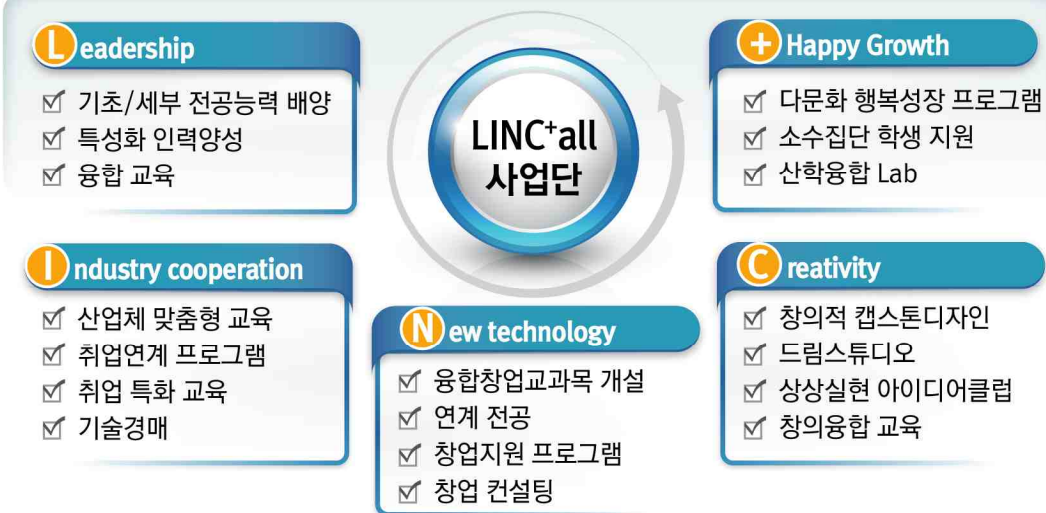 Leadership
기초/세부 전공능력 배양
특성화 인력양성
융합 교육
LINC⁺all
사업단
+ Happy Growth
다문화 행복성장 프로그램
소수집단 학생 지원
산학융합 Lab
Industry cooperation
산업체 맞춤형 교육
취업연계 프로그램
취업 특화 교육
기술경매
New technology
융합창업교과목 개설
연계 전공
창업지원 프로그램
창업 컨설팅
Creativity
창의적 캡스톤디자인
드림스튜디오
상상실현 아이디어클럽
창의융합 교육